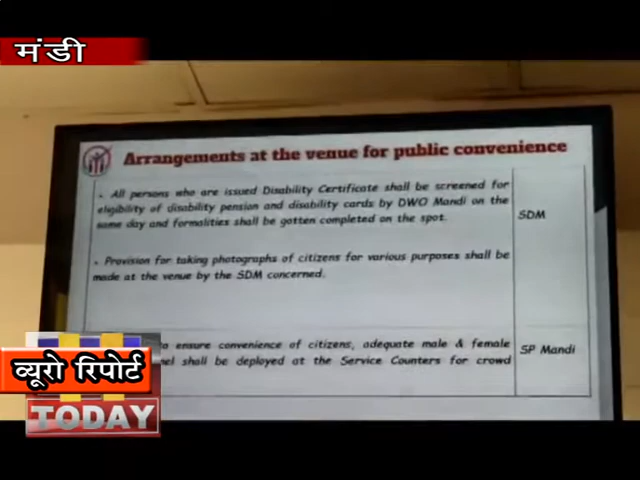 मंडी
Arrangements at the venue for public convenience
- All persons who are issued Disability Certificate shall be screened for
eligibility of disability pension and disability cards by DWO Mandi on the
same day and formalities shall be gotten completed on the spot.
SDM
- Provision for taking photographs of citizens for various purposes shall be
made at the venue by the SDM concerned.
to ensure convenience of citizens, adequate male & female
shall be deployed at the Service Counters for crowd
SP Mandi
ब्यूरो रिपोर्ट
TODAY